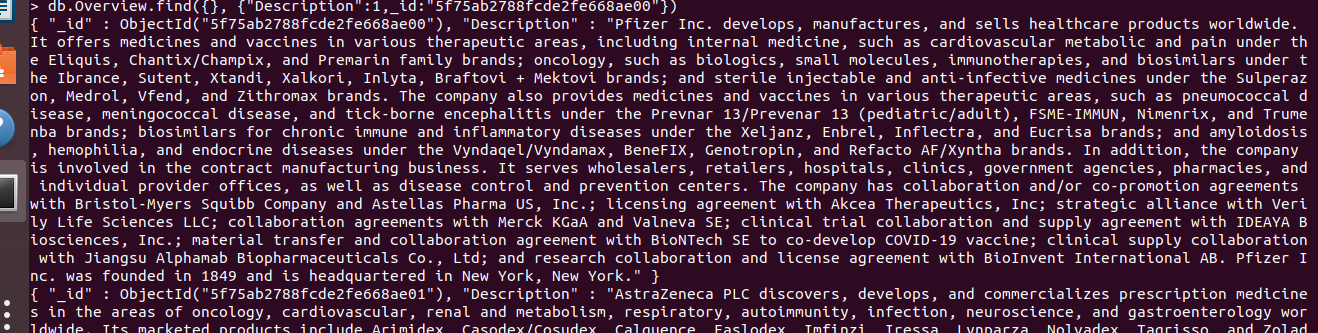 > db.Overview.find({}, {"Description":1,_id:"5f75ab2788fcde2fe668ae00"})
{ "_id" : ObjectId("5f75ab2788fcde2fe668ae00"), "Description" : "Pfizer Inc. develops, manufactures, and sells healthcare products worldwide.
It offers medicines and vaccines in various therapeutic areas, including internal medicine, such as cardiovascular metabolic and pain under th
e Eliquis, Chantix/Champix, and Premarin family brands; oncology, such as biologics, small molecules, immunotherapies, and biosimilars under t
he Ibrance, Sutent, Xtandi, Xalkori, Inlyta, Braftovi + Mektovi brands; and sterile injectable and anti-infective medicines under the Sulperaz
on, Medrol, Vfend, and Zithromax brands. The company also provides medicines and vaccines in various therapeutic areas, such as pneumococcal d
isease, meningococcal disease, and tick-borne encephalitis under the Prevnar 13/Prevenar 13 (pediatric/adult), FSME-IMMUN, Nimenrix, and Trume
nba brands; biosimilars for chronic immune and inflammatory diseases under the Xeljanz, Enbrel, Inflectra, and Eucrisa brands; and amyloidosis
, hemophilia, and endocrine diseases under the Vyndaqel/Vyndamax, BeneFIX, Genotropin, and Refacto AF/Xyntha brands. In addition, the company
is involved in the contract manufacturing business. It serves wholesalers, retailers, hospitals, clinics, government agencies, pharmacies, and
 individual provider offices, as well as disease control and prevention centers. The company has collaboration and/or co-promotion agreements
with Bristol-Myers Squibb Company and Astellas Pharma US, Inc.; licensing agreement with Akcea Therapeutics, Inc; strategic alliance with Veri
ly Life Sciences LLC; collaboration agreements with Merck KGaA and Valneva SE; clinical trial collaboration and supply agreement with IDEAYA B
iosciences, Inc.; material transfer and collaboration agreement with BioNTech SE to co-develop COVID-19 vaccine; clinical supply collaboration
 with Jiangsu Alphamab Biopharmaceuticals Co., Ltd; and research collaboration and license agreement with BioInvent International AB. Pfizer I
nc. was founded in 1849 and is headquartered in New York, New York." }
{ "_id" : ObjectId("5f75ab2788fcde2fe668ae01"), "Description" : "AstraZeneca PLC discovers, develops, and commercializes prescription medicine
s in the areas of oncology, cardiovascular, renal and metabolism, respiratory, autoimmunity, infection, neuroscience, and gastroenterology wor
ldwide. Its marketed products include Arimidex, Casodex/Cosudex, Calquence, Faslodex, Imfinzi, Iressa, Lynparza, Nolvadex, Tagrisso, and Zolad